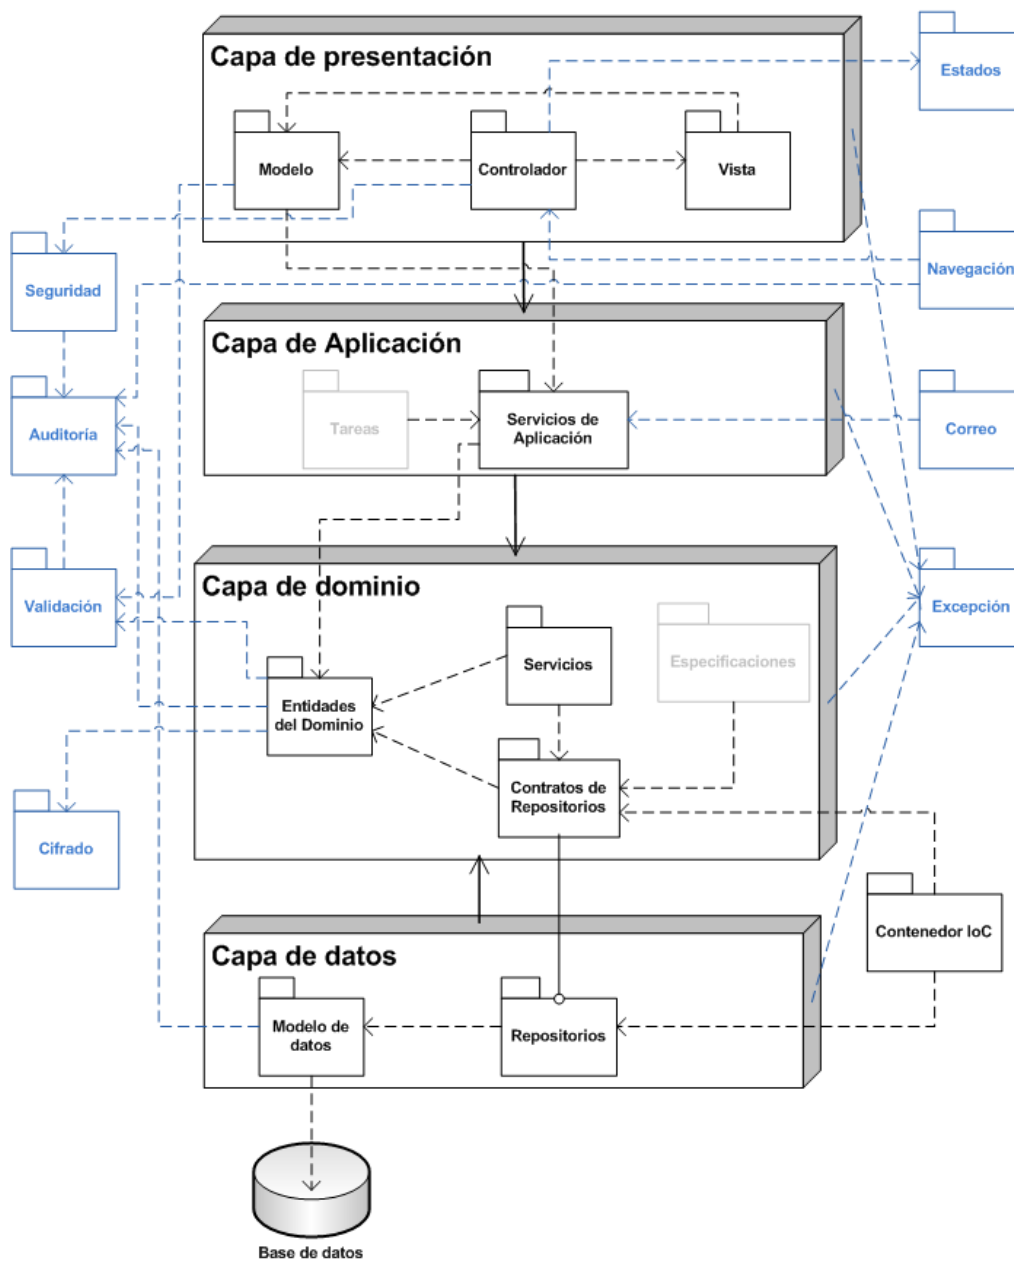 Capa de presentación
Estados
Modelo
Controlador
Vista
Seguridad
Navegación
Capa de Aplicación
Tareas
Servicios de
Aplicación
Auditoría
Correo
Capa de dominio
Validación
Excepción
Servicios
Especificaciones
Entidades
del Dominio
Contratos de
Repositorios
Cifrado
Contenedor IoC
Capa de datos
Modelo de
datos
Repositorios
Base de datos